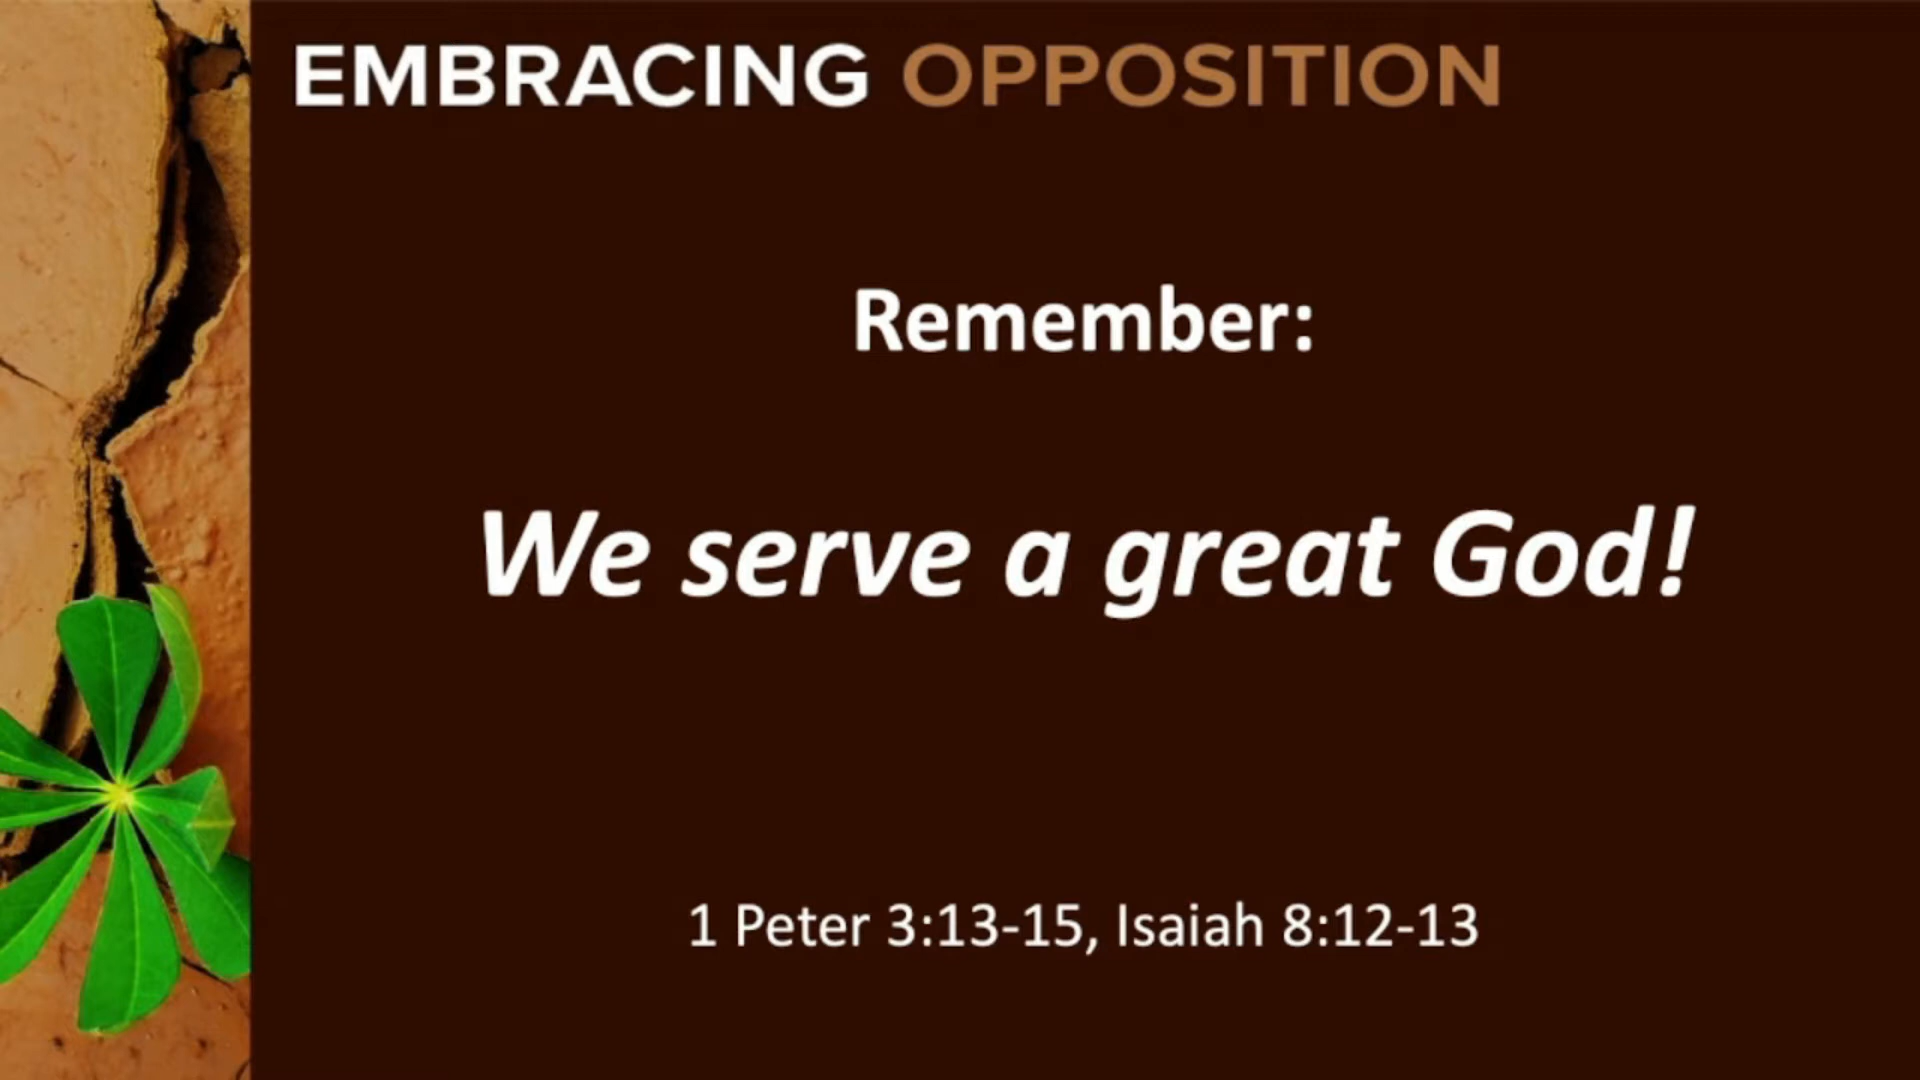 EMBRACING OPPOSITION
Remember:
We serve a great God!
1 Peter 3:13-15, Isaiah 8:12-13